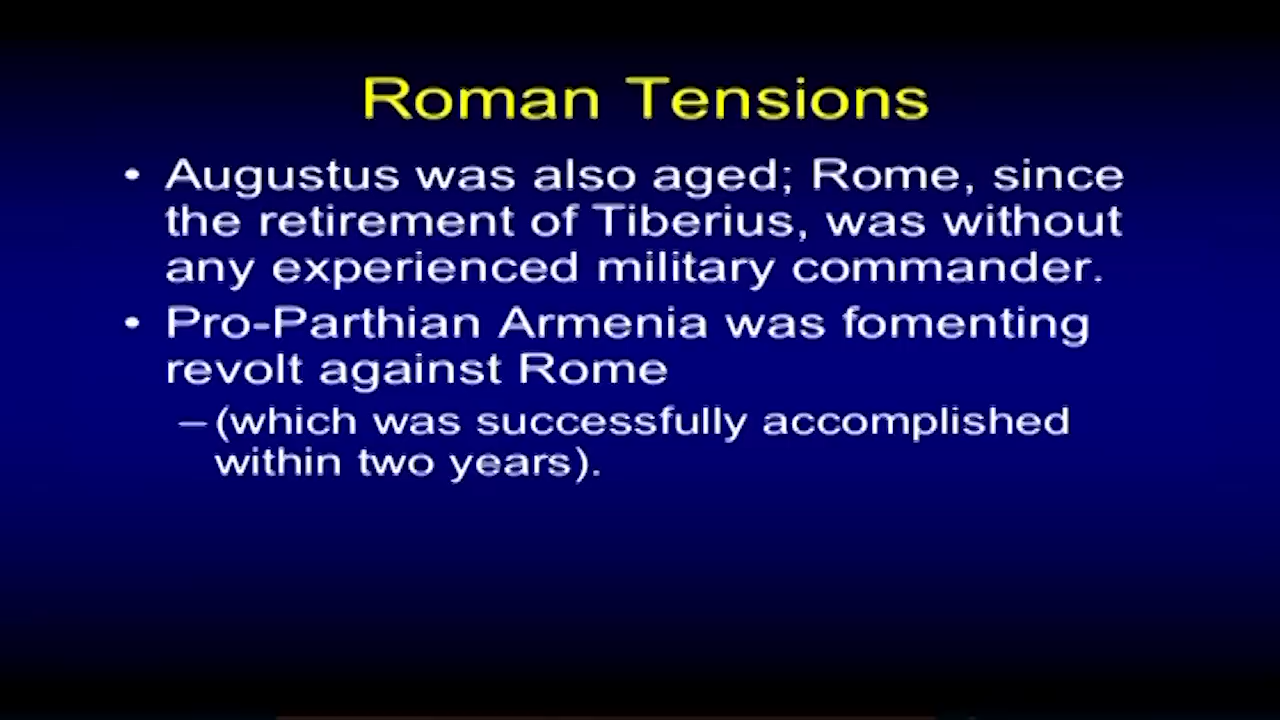 Roman Tensions
• Augustus was also aged; Rome, since
the retirement of Tiberius, was without
any experienced military commander.
• Pro-Parthian Armenia was fomenting
revolt against Rome
– (which was successfully accomplished
within two years).